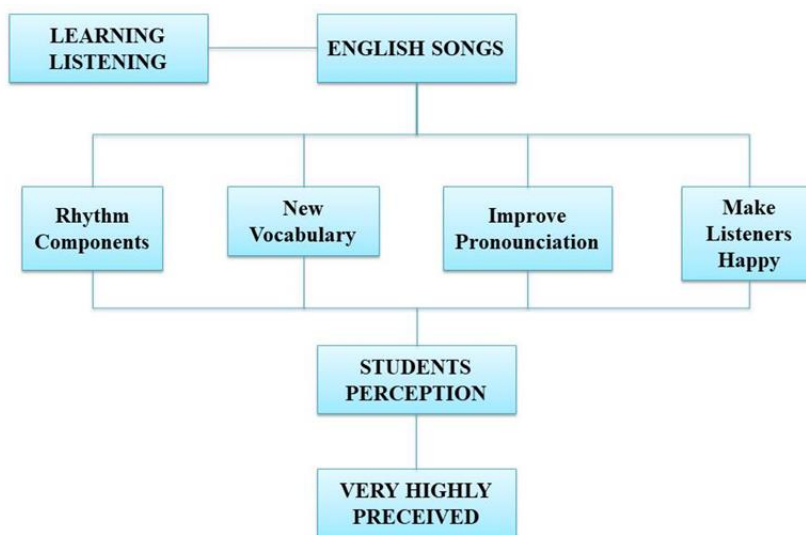 LEARNING
LISTENING
ENGLISH SONGS
Rhythm
Components
New
Vocabulary
Improve
Pronounciation
Make
Listeners
Happy
STUDENTS
PERCEPTION
VERY HIGHLY
PRECEIVED